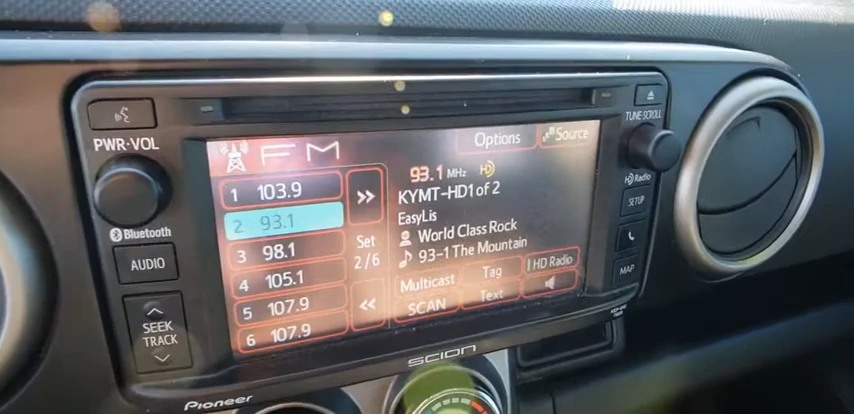 SCION
PWR·VOL
TUNE·SCROLL
FM
Options
Source
1 103.9
2 93.1
3 98.1
4 105.1
5 107.9
6 107.9
Set
2/6
93.1 MHz HD
KYMT-HD1 of 2
EasyLis
World Class Rock
93-1 The Mountain
Multicast
Tag
HD Radio
SCAN
Text
Bluetooth
AUDIO
SEEK
TRACK
HD Radio
SETUP
MAP
Pioneer
SCION